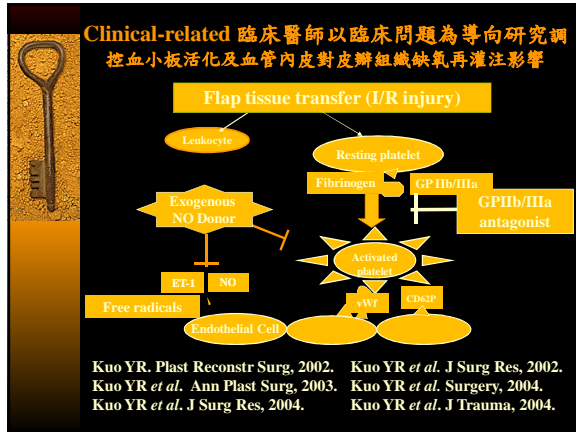 Clinical-related 臨床醫師以臨床問題為導向研究調
控血小板活化及血管內皮對皮瓣組織缺氧再灌注影響
Flap tissue transfer (I/R injury)
Leukocyte
Resting platelet
Fibrinogen
GP IIb/IIIa
Exogenous
NO Donor
GPIIb/IIIa
antagonist
Activated
platelet
ET-1
NO
vWf
CD62P
Free radicals
Endothelial Cell
Kuo YR. Plast Reconstr Surg, 2002.
Kuo YR et al. J Surg Res, 2002.
Kuo YR et al. Ann Plast Surg, 2003.
Kuo YR et al. Surgery, 2004.
Kuo YR et al. J Surg Res, 2004.
Kuo YR et al. J Trauma, 2004.